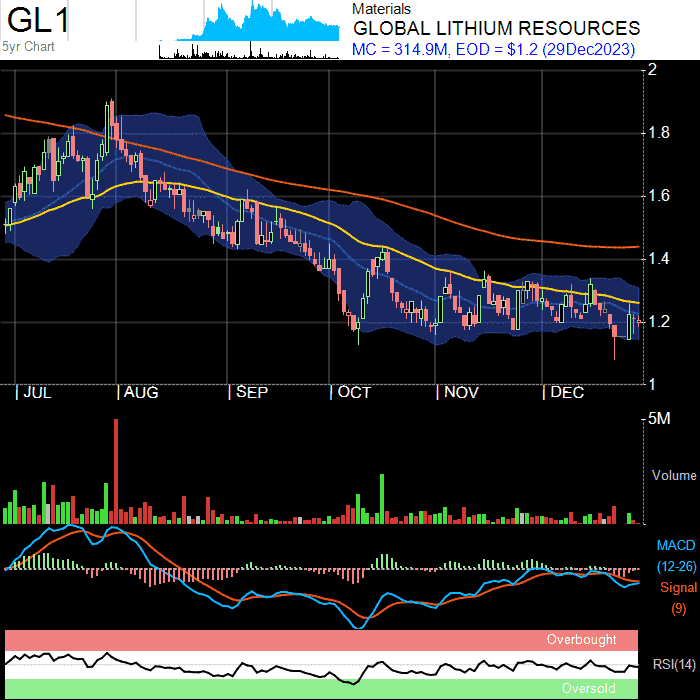 GL1
5yr Chart
Materials
GLOBAL LITHIUM RESOURCES
MC = 314.9M, EOD = $1.2 (29Dec2023)
2
1.8
1.6
1.4
1.2
1
JUL AUG SEP OCT NOV DEC
5M
Volume
MACD
(12-26)
Signal
(9)
Overbought
RSI(14)
Oversold